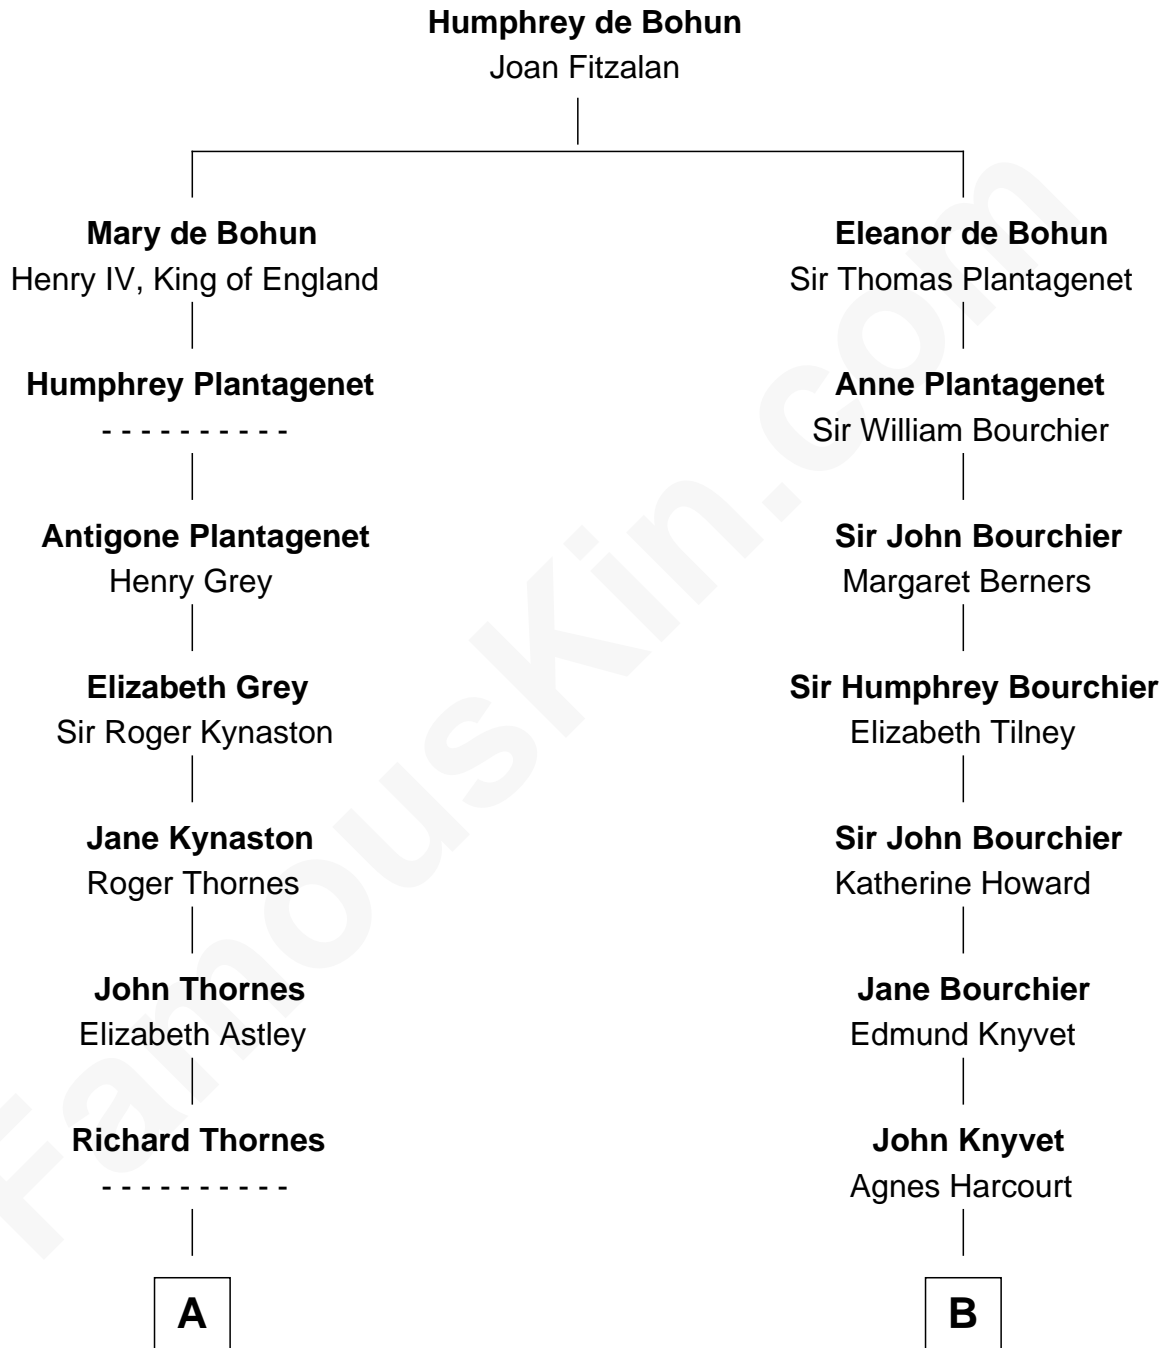 Humphrey de Bohun
Joan Fitzalan
Mary de Bohun
Henry IV, King of England
Eleanor de Bohun
Sir Thomas Plantagenet
Humphrey Plantagenet
- - - - - - - - - -
Anne Plantagenet
Sir William Bourchier
Antigone Plantagenet
Henry Grey
Sir John Bourchier
Margaret Berners
Elizabeth Grey
Sir Roger Kynaston
Sir Humphrey Bourchier
Elizabeth Tilney
Jane Kynaston
Roger Thornes
Sir John Bourchier
Katherine Howard
John Thornes
Elizabeth Astley
Jane Bourchier
Edmund Knyvet
Richard Thornes
- - - - - - - - - -
John Knyvet
Agnes Harcourt
A
B
FamousKin.com